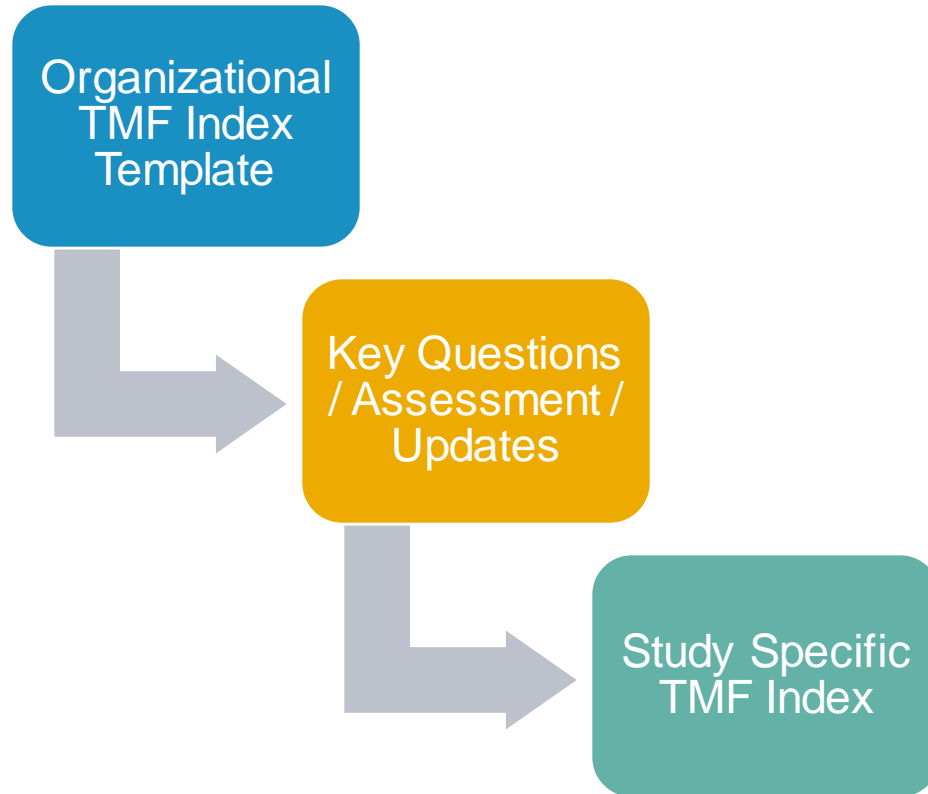 Organizational
TMF Index
Template
Key Questions
/ Assessment /
Updates
Study Specific
TMF Index